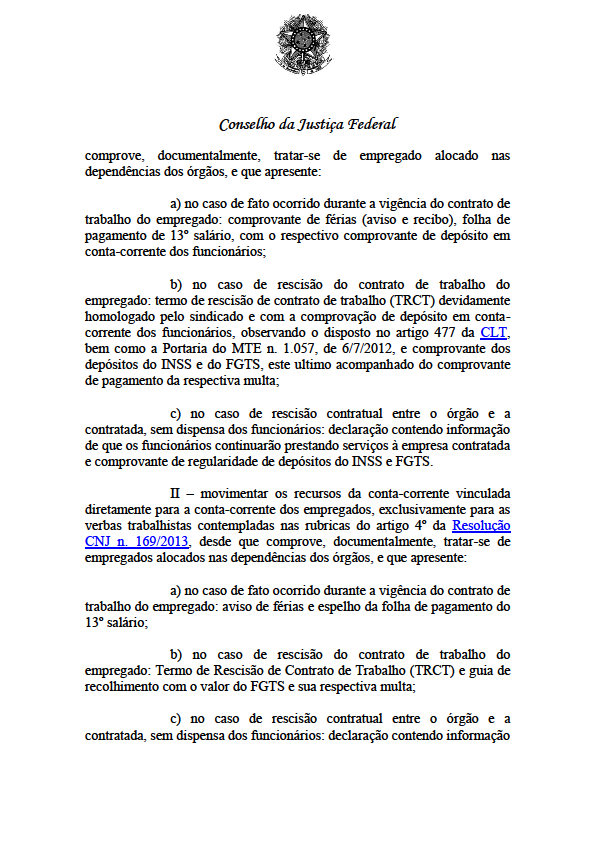 Conselho da Justiça Federal
comprove, documentalmente, tratar-se de empregado alocado nas
dependências dos órgãos, e que apresente:
a) no caso de fato ocorrido durante a vigência do contrato de
trabalho do empregado: comprovante de férias (aviso e recibo), folha de
pagamento de 13º salário, com o respectivo comprovante de depósito em
conta-corrente dos funcionários;
b) no caso de rescisão do contrato de trabalho do
empregado: termo de rescisão de contrato de trabalho (TRCT) devidamente
homologado pelo sindicado e com a comprovação de depósito em conta-
corrente dos funcionários, observando o disposto no artigo 477 da CLT,
bem como a Portaria do MTE n. 1.057, de 6/7/2012, e comprovante dos
depósitos do INSS e do FGTS, este ultimo acompanhado do comprovante
de pagamento da respectiva multa;
c) no caso de rescisão contratual entre o órgão e a
contratada, sem dispensa dos funcionários: declaração contendo informação
de que os funcionários continuarão prestando serviços à empresa contratada
e comprovante de regularidade de depósitos do INSS e FGTS.
II – movimentar os recursos da conta-corrente vinculada
diretamente para a conta-corrente dos empregados, exclusivamente para as
verbas trabalhistas contempladas nas rubricas do artigo 4º da Resolução
CNJ n. 169/2013, desde que comprove, documentalmente, tratar-se de
empregados alocados nas dependências dos órgãos, e que apresente:
a) no caso de fato ocorrido durante a vigência do contrato de
trabalho do empregado: aviso de férias e espelho da folha de pagamento do
13º salário;
b) no caso de rescisão do contrato de trabalho do
empregado: Termo de Rescisão de Contrato de Trabalho (TRCT) e guia de
recolhimento com o valor do FGTS e sua respectiva multa;
c) no caso de rescisão contratual entre o órgão e a
contratada, sem dispensa dos funcionários: declaração contendo informação